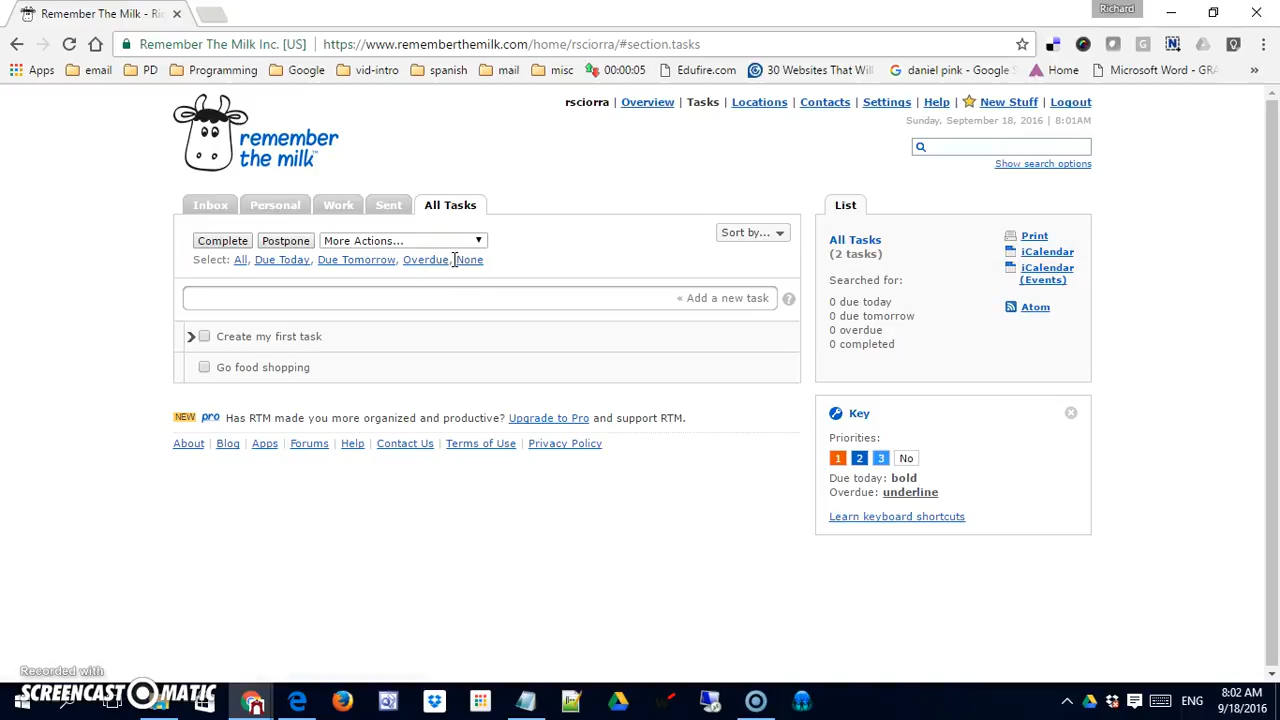 Remember The Milk - Ri
Richard
Remember The Milk Inc. [US]
https://www.rememberthemilk.com/home/rsciorra/#section.tasks
Apps email PD Programming Google vid-intro spanish mail misc 00:00:05 Edufire.com 30 Websites That Will daniel pink - Google S Home Microsoft Word - GRA »
rsciorra Overview Tasks Locations Contacts Settings Help New Stuff Logout
Sunday, September 18, 2016 | 8:01AM
remember
the milk™
Show search options
Inbox Personal Work Sent All Tasks
List
Complete Postpone More Actions... Sort by...
Select: All, Due Today, Due Tomorrow, Overdue, None
« Add a new task ?
Create my first task
Go food shopping
All Tasks
(2 tasks)
Searched for:
0 due today
0 due tomorrow
0 overdue
0 completed
Print
iCalendar
iCalendar
(Events)
Atom
NEW pro Has RTM made you more organized and productive? Upgrade to Pro and support RTM.
About | Blog | Apps | Forums | Help | Contact Us | Terms of Use | Privacy Policy
Key
Priorities:
1 2 3 No
Due today: bold
Overdue: underline
Learn keyboard shortcuts
Recorded with
SCREENCAST MATIC
ENG
8:02 AM
9/18/2016